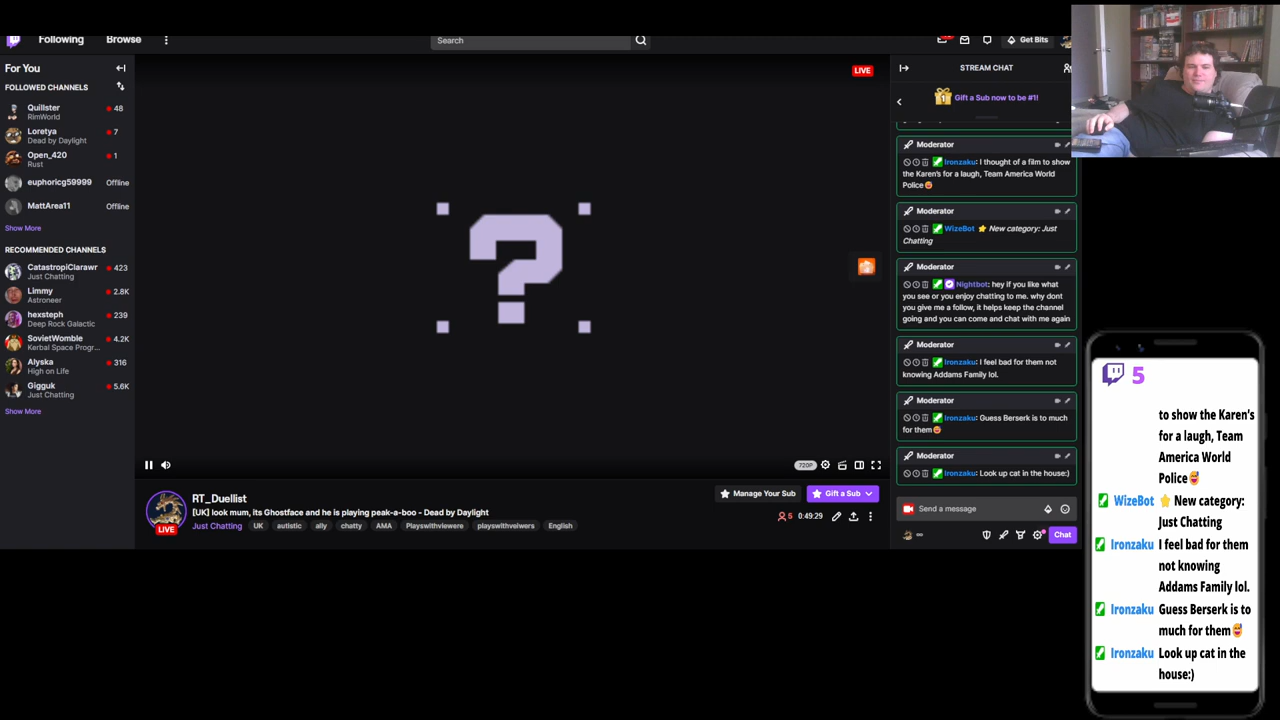 Following
Browse
Search
Get Bits
For You
FOLLOWED CHANNELS
Quillster
48
RimWorld
Loretya
7
Dead by Daylight
Open_420
1
Rust
euphoricg59999
Offline
MattArea11
Offline
Show More
RECOMMENDED CHANNELS
CatastropiClarawr
423
Just Chatting
Limmy
2.8K
Astroneer
hexsteph
239
Deep Rock Galactic
SovietWomble
4.2K
Kerbal Space Progr...
Alyska
316
High on Life
Gigguk
5.6K
Just Chatting
Show More
LIVE
?
720P
LIVE
RT_Duellist
[UK] look mum, its Ghostface and he is playing peak-a-boo - Dead by Daylight
Just Chatting
UK
autistic
ally
chatty
AMA
Playswithviewere
playswithveiwers
English
Manage Your Sub
Gift a Sub
5
0:49:29
STREAM CHAT
1
Gift a Sub now to be #1!
Moderator
Ironzaku: I thought of a film to show
the Karen's for a laugh, Team America World
Police
Moderator
WizeBot New category: Just
Chatting
Moderator
Nightbot: hey if you like what
you see or you enjoy chatting to me. why dont
you give me a follow, it helps keep the channel
going and you can come and chat with me again
Moderator
Ironzaku: I feel bad for them not
knowing Addams Family lol.
Moderator
Ironzaku: Guess Berserk is to much
for them
Moderator
Ironzaku: Look up cat in the house:)
Send a message
Chat
5
to show the Karen's
for a laugh, Team
America World
Police
WizeBot New category:
Just Chatting
Ironzaku I feel bad for them
not knowing
Addams Family lol.
Ironzaku Guess Berserk is to
much for them
Ironzaku Look up cat in the
house:)